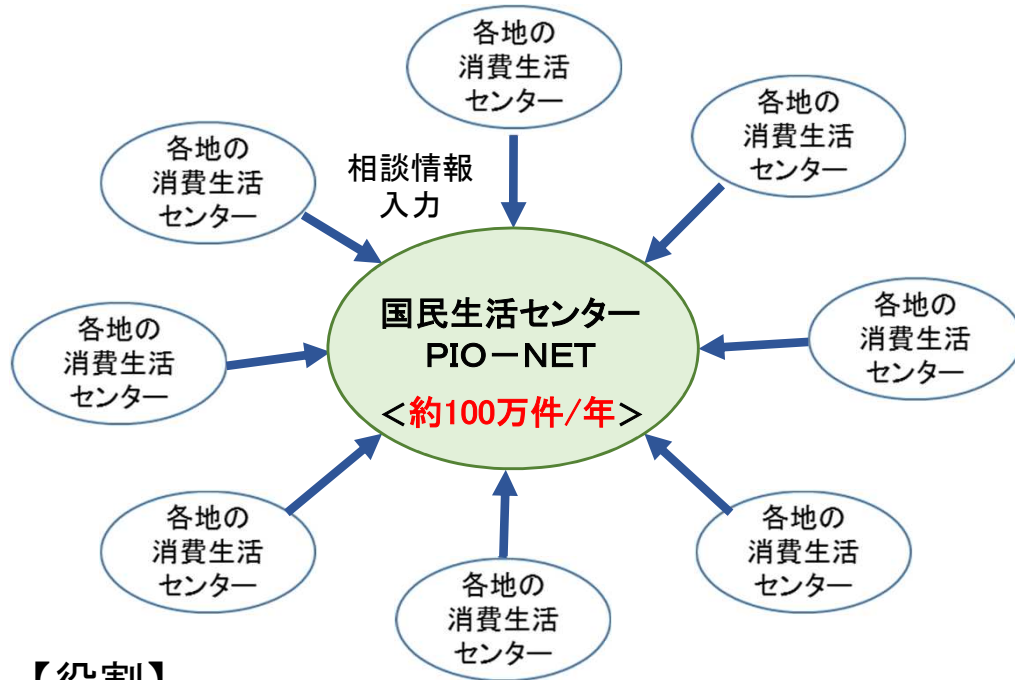 各地の
消費生活
センター
各地の
消費生活
センター
各地の
消費生活
センター
相談情報
入力
各地の
消費生活
センター
国民生活センター
PIO－NET
＜約100万件/年＞
各地の
消費生活
センター
各地の
消費生活
センター
各地の
消費生活
センター
各地の
消費生活
センター
【役割】